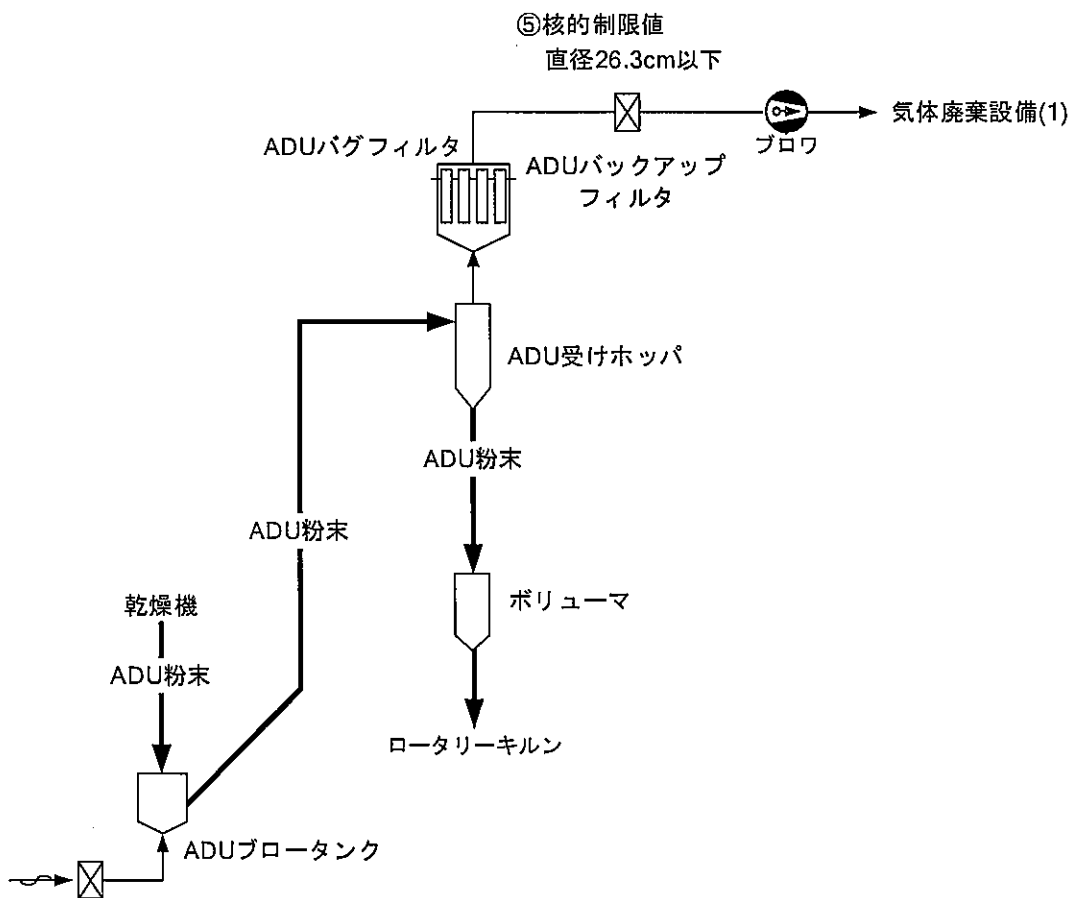 ⑤核的制限値
直径26.3cm以下
気体廃棄設備(1)
ブロワ
ADUバグフィルタ
ADUバックアップ
フィルタ
ADU受けホッパ
ADU粉末
ADU粉末
乾燥機
ボリューマ
ADU粉末
ロータリーキルン
ADUブロータンク